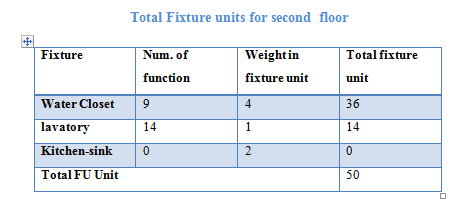 Total Fixture units for second floor
Fixture Num. of function Weight in fixture unit Total fixture unit
Water Closet 9 4 36
lavatory 14 1 14
Kitchen-sink 0 2 0
Total FU Unit 50